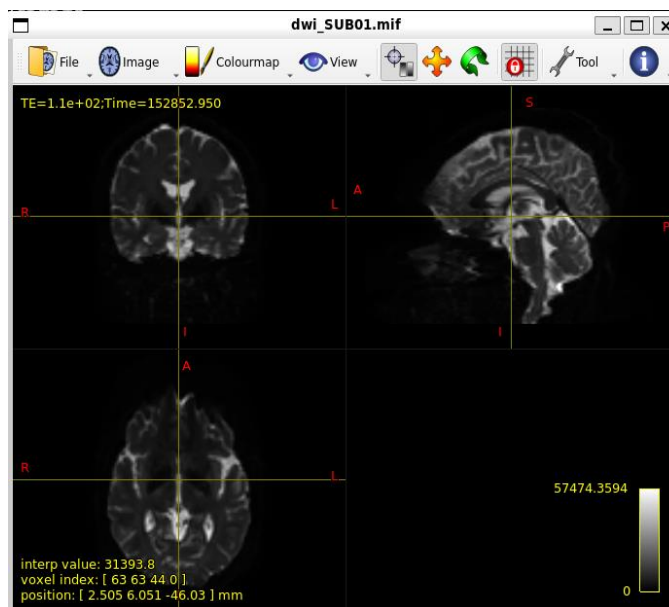 dwi_SUB01.mif
File Image Colourmap View Tool
TE=1.1e+02;Time=152852.950
S
A
R L
P
I I
A
R L
57474.3594
interp value: 31393.8
voxel index: [ 63 63 44 0 ]
0
position: [ 2.505 6.051 -46.03 ] mm